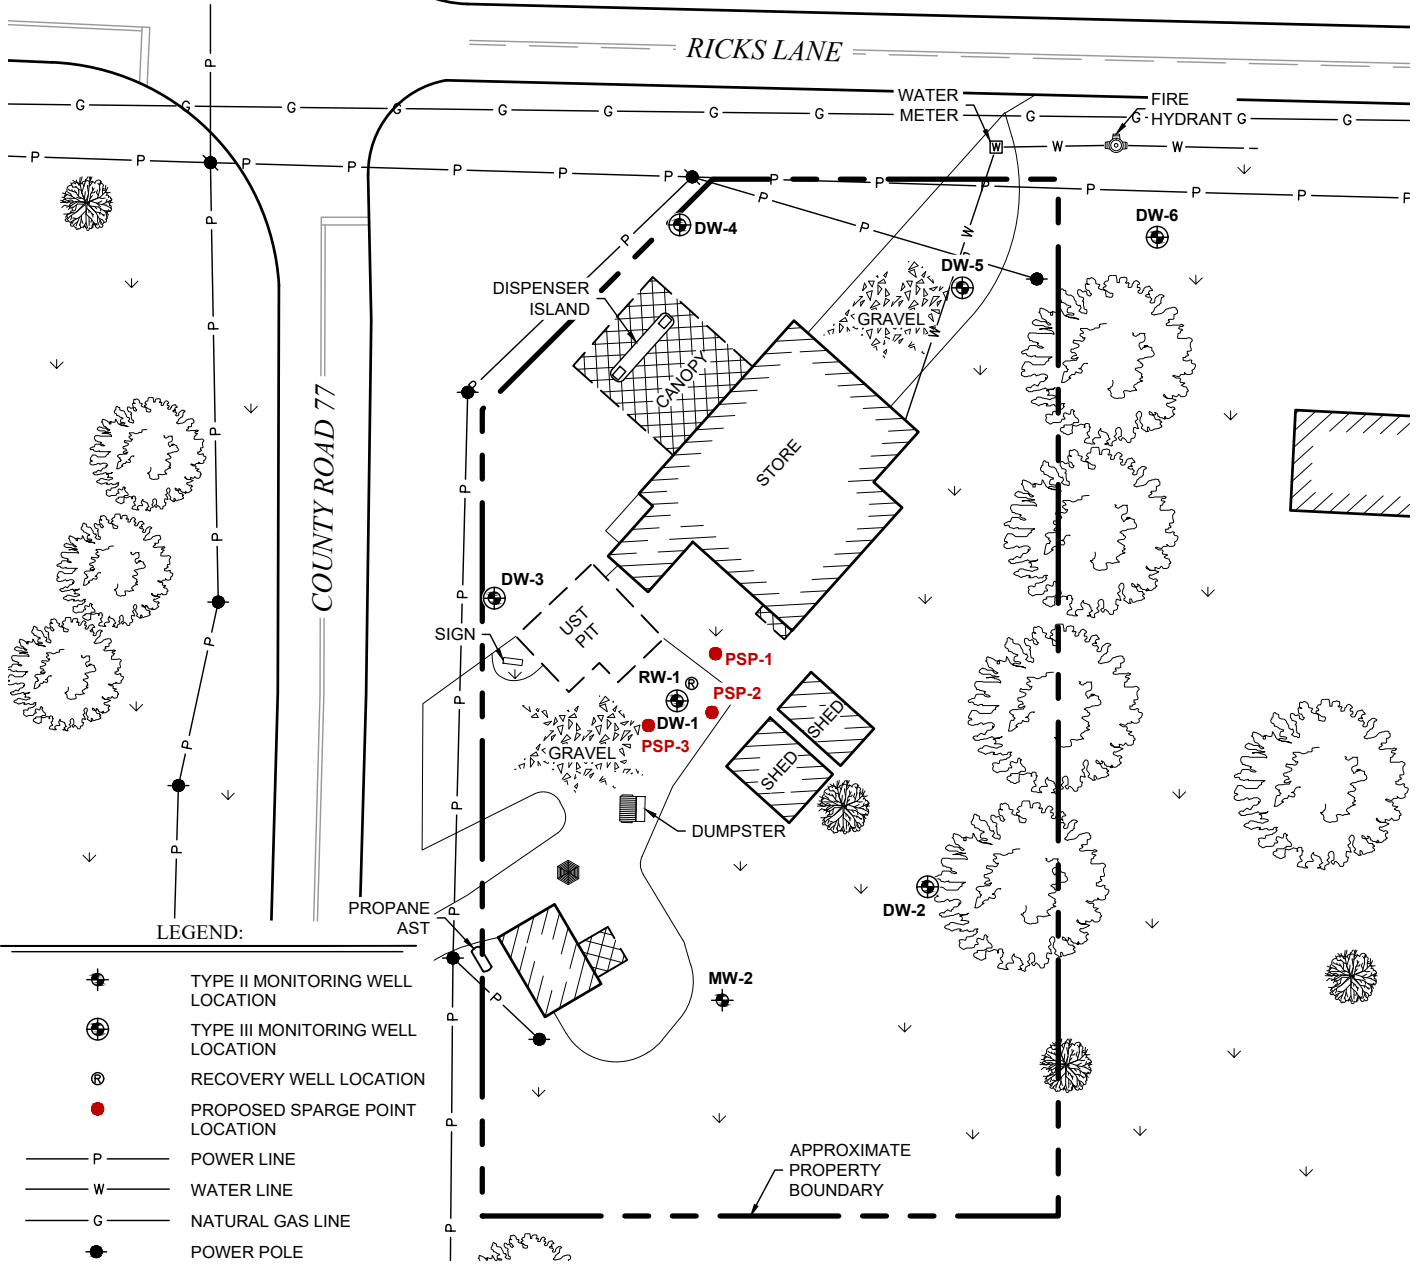 RICKS LANE
WATER
METER
FIRE
HYDRANT
G G G G G G G G G G G G
W W W
P P P P P P P P P P P P P P
DW-6
DW-4
DW-5
DISPENSER
ISLAND
GRAVEL
CANOPY
COUNTY ROAD 77
STORE
DW-3
UST
PIT
SIGN
PSP-1
RW-1 ®
PSP-2
DW-1
PSP-3
GRAVEL
SHED
SHED
DUMPSTER
PROPANE
AST
DW-2
MW-2
APPROXIMATE
PROPERTY
BOUNDARY
LEGEND:
TYPE II MONITORING WELL
LOCATION
TYPE III MONITORING WELL
LOCATION
® RECOVERY WELL LOCATION
PROPOSED SPARGE POINT
LOCATION
P POWER LINE
W WATER LINE
G NATURAL GAS LINE
POWER POLE